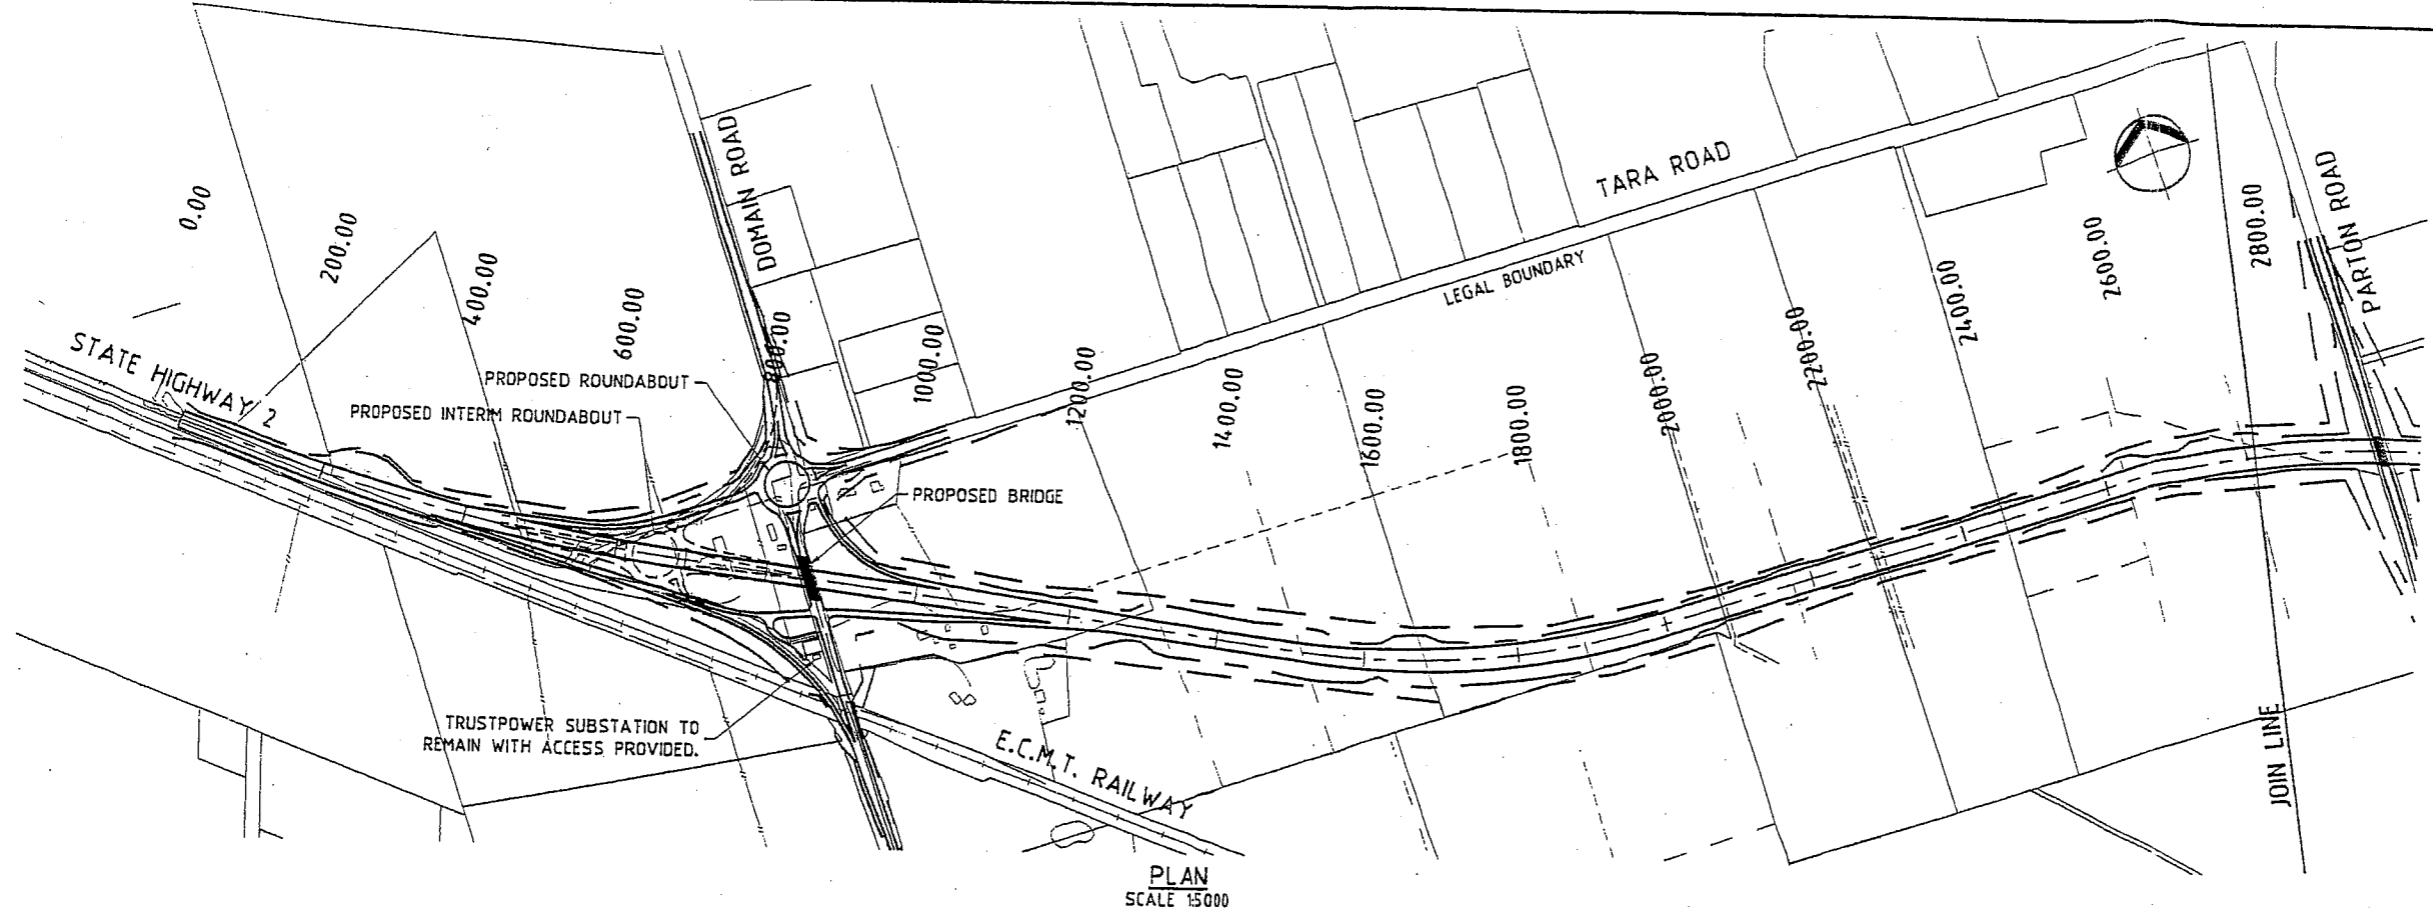 DOMAIN ROAD
TARA ROAD
PARTON ROAD
LEGAL BOUNDARY
0.00
200.00
400.00
600.00
800.00
1000.00
1200.00
1400.00
1600.00
1800.00
2000.00
2200.00
2400.00
2600.00
2800.00
STATE HIGHWAY 2
PROPOSED ROUNDABOUT
PROPOSED INTERIM ROUNDABOUT
PROPOSED BRIDGE
TRUSTPOWER SUBSTATION TO
REMAIN WITH ACCESS PROVIDED.
E.C.M.T. RAILWAY
JOIN LINE
PLAN
SCALE 1:5000